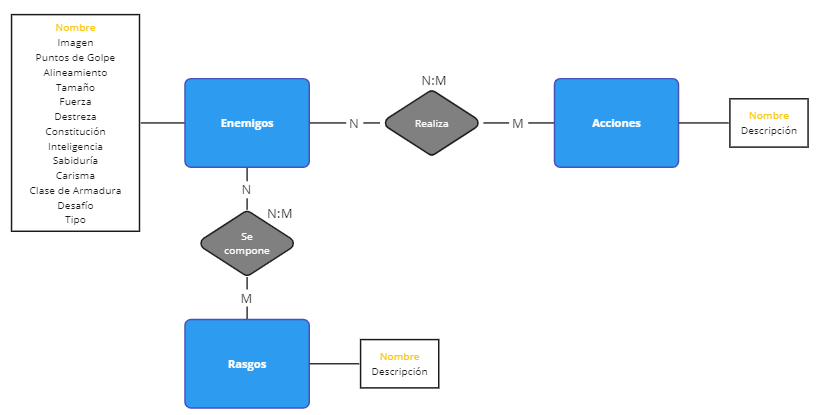 Nombre
Imagen
Puntos de Golpe
Alineamiento
Tamaño
Fuerza
Destreza
Constitución
Inteligencia
Sabiduría
Carisma
Clase de Armadura
Desafío
Tipo
Enemigos
N
N:M
Realiza
M
Acciones
Nombre
Descripción
N
N:M
Se
compone
M
Rasgos
Nombre
Descripción